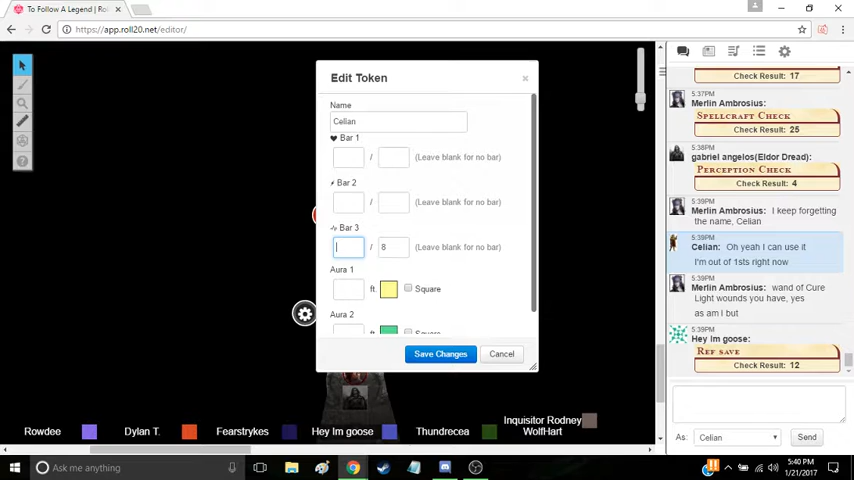 To Follow A Legend | Roll2
https://app.roll20.net/editor/
Edit Token
×
Name
Celian
Bar 1
/ (Leave blank for no bar)
Bar 2
/ (Leave blank for no bar)
Bar 3
/ 8 (Leave blank for no bar)
Aura 1
ft. Square
Aura 2
Square
Save Changes
Cancel
Rowdee
Dylan T.
Fearstrykes
Hey Im goose
Thundrecea
Inquisitor Rodney
WolfHart
Check Result: 17
5:37PM
Merlin Ambrosius:
Spellcraft Check
Check Result: 25
5:38PM
gabriel angelos(Eldor Dread):
Perception Check
Check Result: 4
5:39PM
Merlin Ambrosius: I keep forgetting
the name, Celian
5:39PM
Celian: Oh yeah I can use it
I'm out of 1sts right now
5:39PM
Merlin Ambrosius: wand of Cure
Light wounds you have, yes
as am I but
5:39PM
Hey Im goose:
Ref save
Check Result: 12
As: Celian
Send
Ask me anything
5:40 PM
1/21/2017